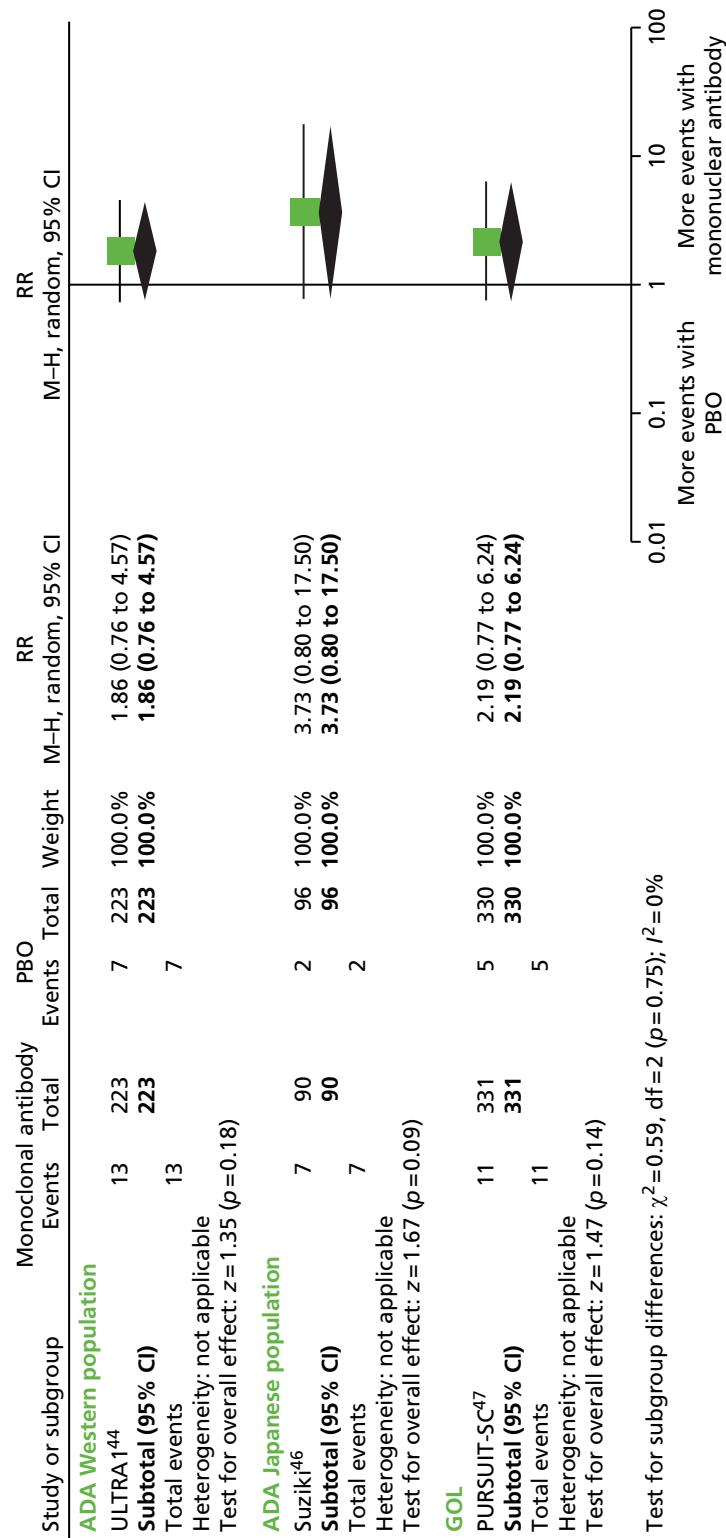 Monoclonal antibody PBO RR RR
Study or subgroup Events Total Events Total Weight M–H, random, 95% CI M–H, random, 95% CI
ADA Western population
ULTRA1⁴⁴ 13 223 7 223 100.0% 1.86 (0.76 to 4.57)
Subtotal (95% CI) 223 223 100.0% 1.86 (0.76 to 4.57)
Total events 13 7
Heterogeneity: not applicable
Test for overall effect: z=1.35 (p=0.18)
ADA Japanese population
Suziki⁴⁶ 7 90 2 96 100.0% 3.73 (0.80 to 17.50)
Subtotal (95% CI) 90 96 100.0% 3.73 (0.80 to 17.50)
Total events 7 2
Heterogeneity: not applicable
Test for overall effect: z=1.67 (p=0.09)
GOL
PURSUIT-SC⁴⁷ 11 331 5 330 100.0% 2.19 (0.77 to 6.24)
Subtotal (95% CI) 331 330 100.0% 2.19 (0.77 to 6.24)
Total events 11 5
Heterogeneity: not applicable
Test for overall effect: z=1.47 (p=0.14)
Test for subgroup differences: χ²=0.59, df=2 (p=0.75); I²=0%
0.01 0.1 1 10 100
More events with PBO
More events with mononuclear antibody